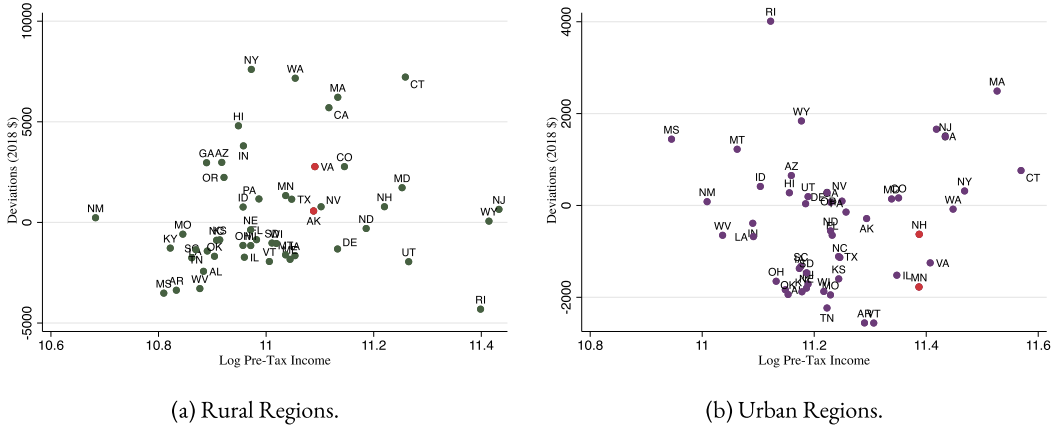 10000
5000
0
-5000
Deviations (2018 $)
NY
WA
MA
CT
CA
HI
IN
GA AZ
VA
CO
OR
MD
PA
MN
TX
ID
NV
NH
NJ
NM
AK
WY
NE
ND
MO
KY
OK
DE
VT
IL
UT
TN
AL
MS
AR
WV
RI
10.6 10.8 11 11.2 11.4
Log Pre-Tax Income
(a) Rural Regions.
4000
2000
0
-2000
Deviations (2018 $)
RI
MA
WY
NJ
MS
MT
CT
AZ
ID
HI
UT
NV
DE
CO
NY
NM
PA
WA
AK
WV
LA
IN
ND
NH
NC
TX
SC
VA
OH
KS
IL
MN
OK
WI
MO
TN
AR
VT
10.8 11 11.2 11.4 11.6
Log Pre-Tax Income
(b) Urban Regions.